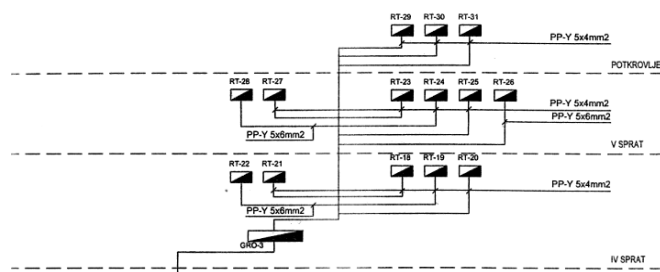 RT-29 RT-30 RT-31
PP-Y 5x4mm2
POTKROVLJE
RT-28 RT-27 RT-23 RT-24 RT-25 RT-26
PP-Y 5x4mm2
PP-Y 5x6mm2
PP-Y 5x6mm2
V SPRAT
RT-22 RT-21 RT-18 RT-19 RT-20
PP-Y 5x4mm2
PP-Y 5x6mm2
GRO-3
IV SPRAT